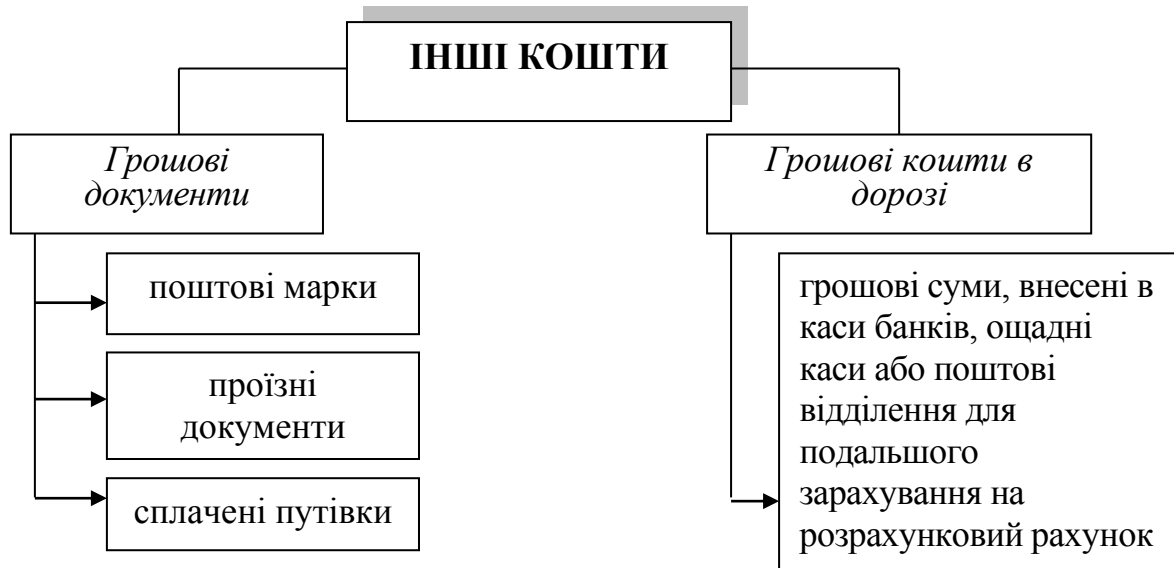 ІНШІ КОШТИ
Грошові
документи
поштові марки
проїзні
документи
сплачені путівки
Грошові кошти в
дорозі
грошові суми, внесені в
каси банків, ощадні
каси або поштові
відділення для
подальшого
зарахування на
розрахунковий рахунок